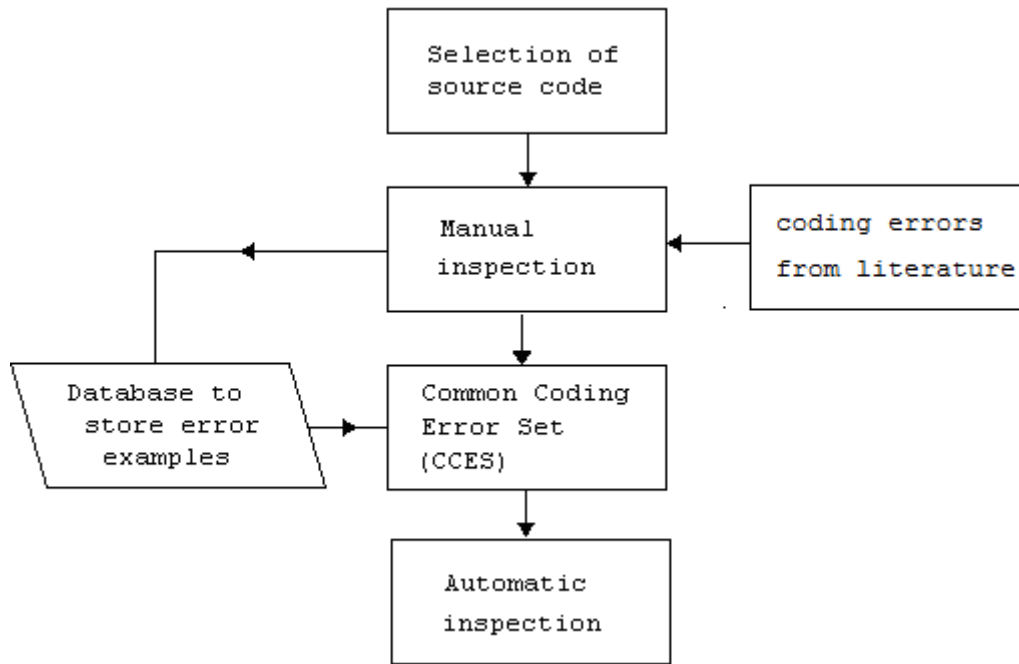 Selection of
source code
Manual
inspection
coding errors
from literature
Database to
store error
examples
Common Coding
Error Set
(CCES)
Automatic
inspection